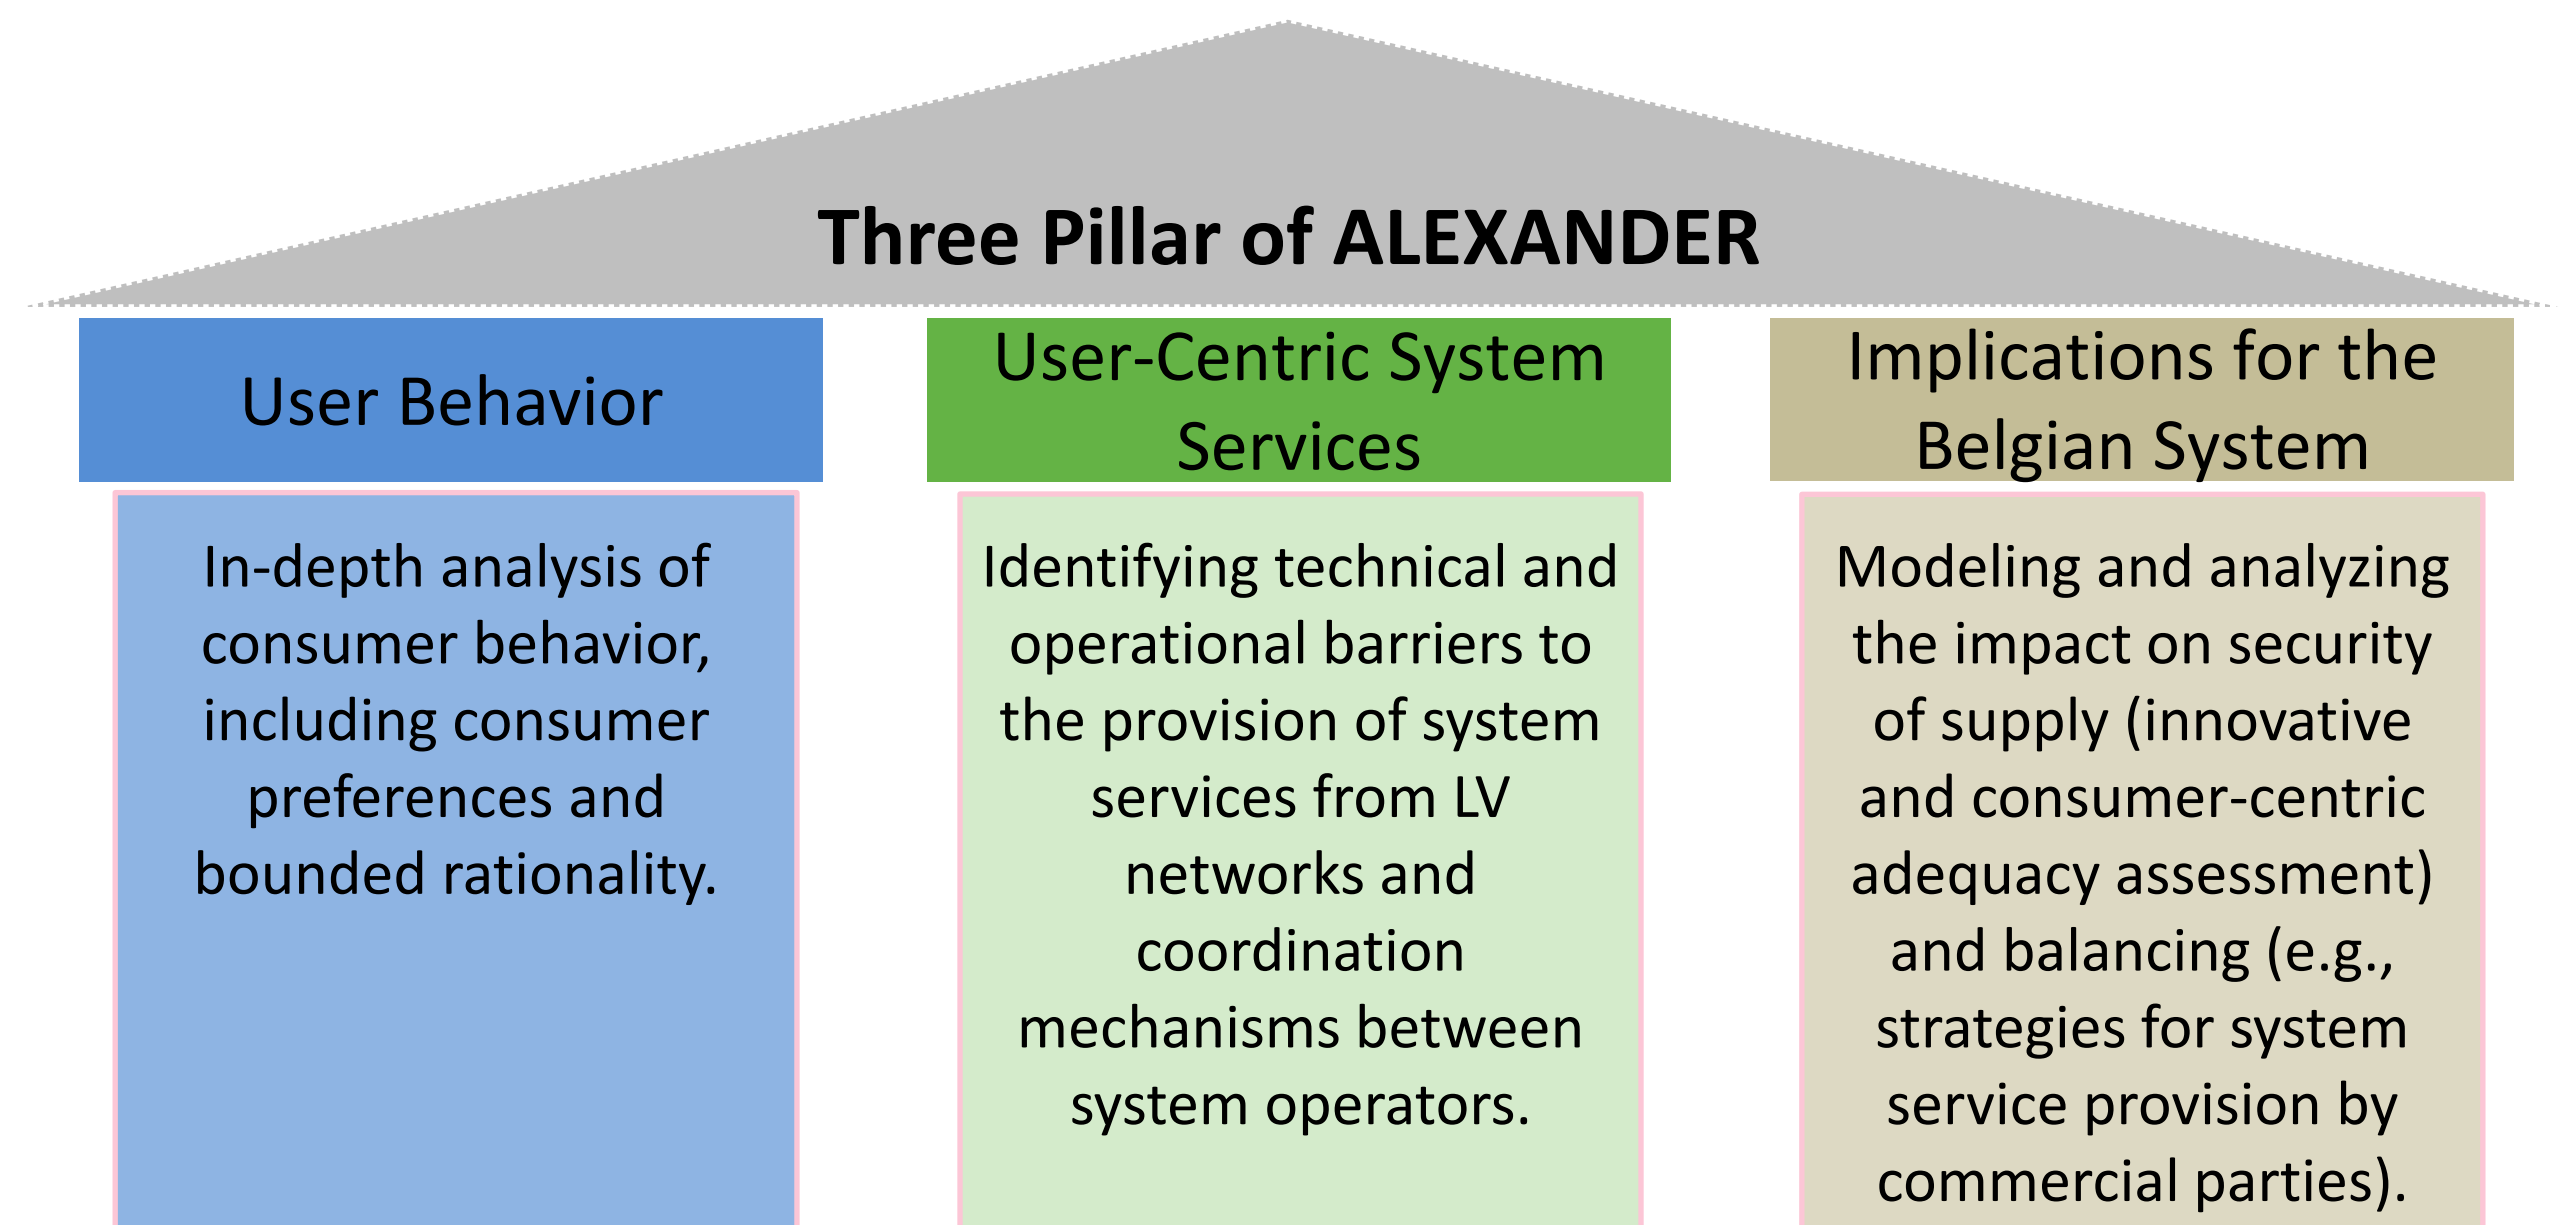 Three Pillar of ALEXANDER
User Behavior
In-depth analysis of
consumer behavior,
including consumer
preferences and
bounded rationality.
User-Centric System
Services
Identifying technical and
operational barriers to
the provision of system
services from LV
networks and
coordination
mechanisms between
system operators.
Implications for the
Belgian System
Modeling and analyzing
the impact on security
of supply (innovative
and consumer-centric
adequacy assessment)
and balancing (e.g.,
strategies for system
service provision by
commercial parties).